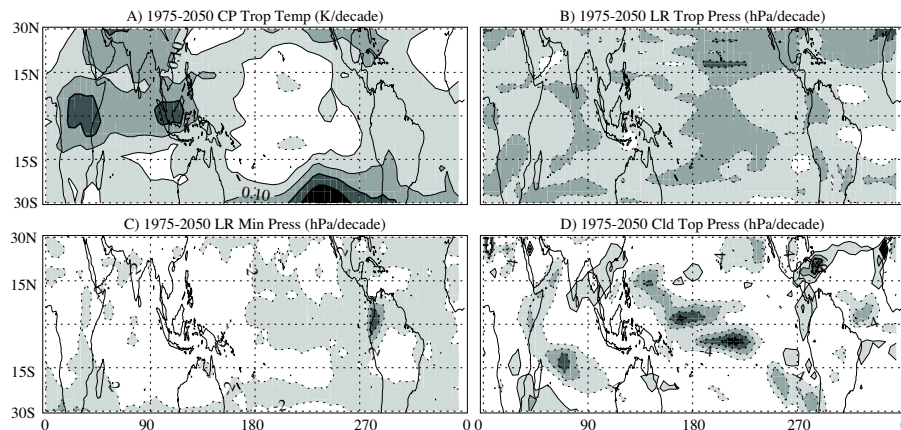 A) 1975-2050 CP Trop Temp (K/decade)
B) 1975-2050 LR Trop Press (hPa/decade)
30N
15N
15S
30S
0.10
C) 1975-2050 LR Min Press (hPa/decade)
D) 1975-2050 Cld Top Press (hPa/decade)
30N
15N
15S
30S
0 90 180 270 0 0 90 180 270 0